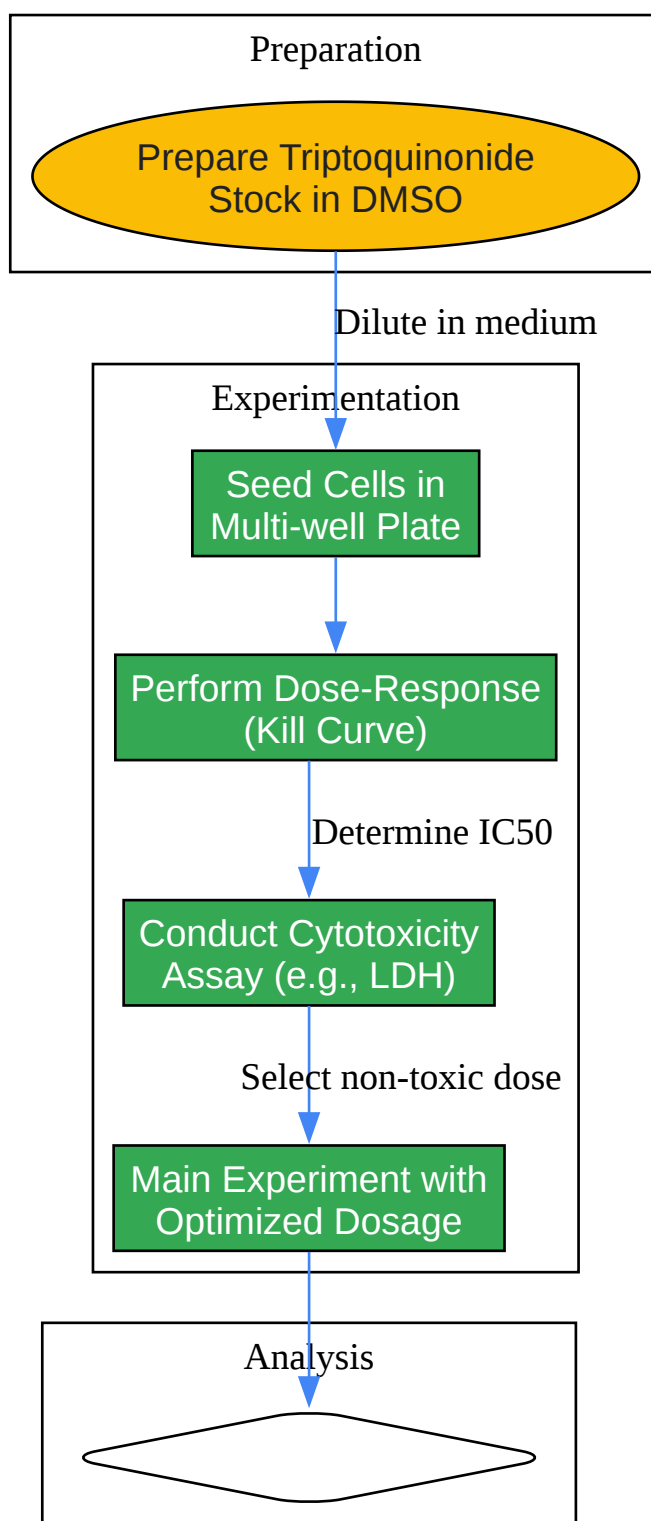 Preparation
Prepare Triptoquinonide
Stock in DMSO
Dilute in medium
Experimentation
Seed Cells in
Multi-well Plate
Perform Dose-Response
(Kill Curve)
Determine IC50
Conduct Cytotoxicity
Assay (e.g., LDH)
Select non-toxic dose
Main Experiment with
Optimized Dosage
Analysis